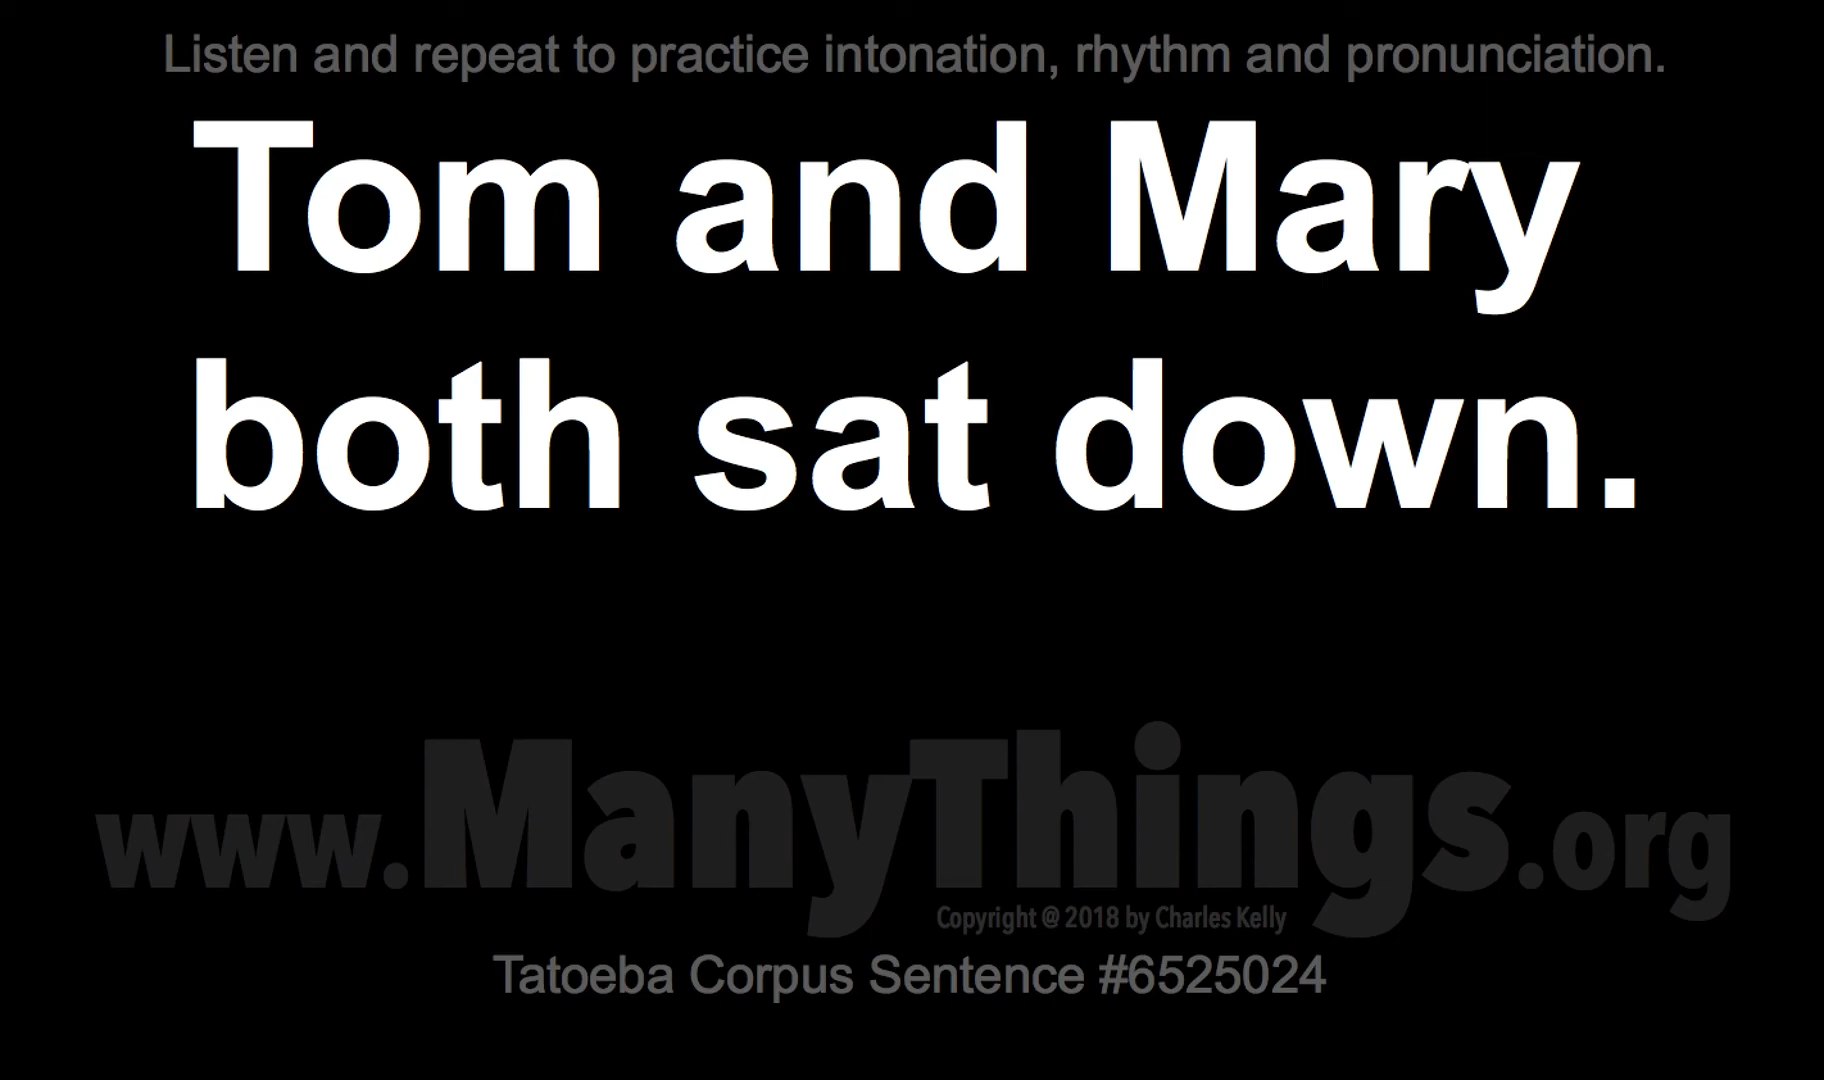 Listen and repeat to practice intonation, rhythm and pronunciation.
Tom and Mary
both sat down.
www.ManyThings.org
Copyright @ 2018 by Charles Kelly
Tatoeba Corpus Sentence #6525024